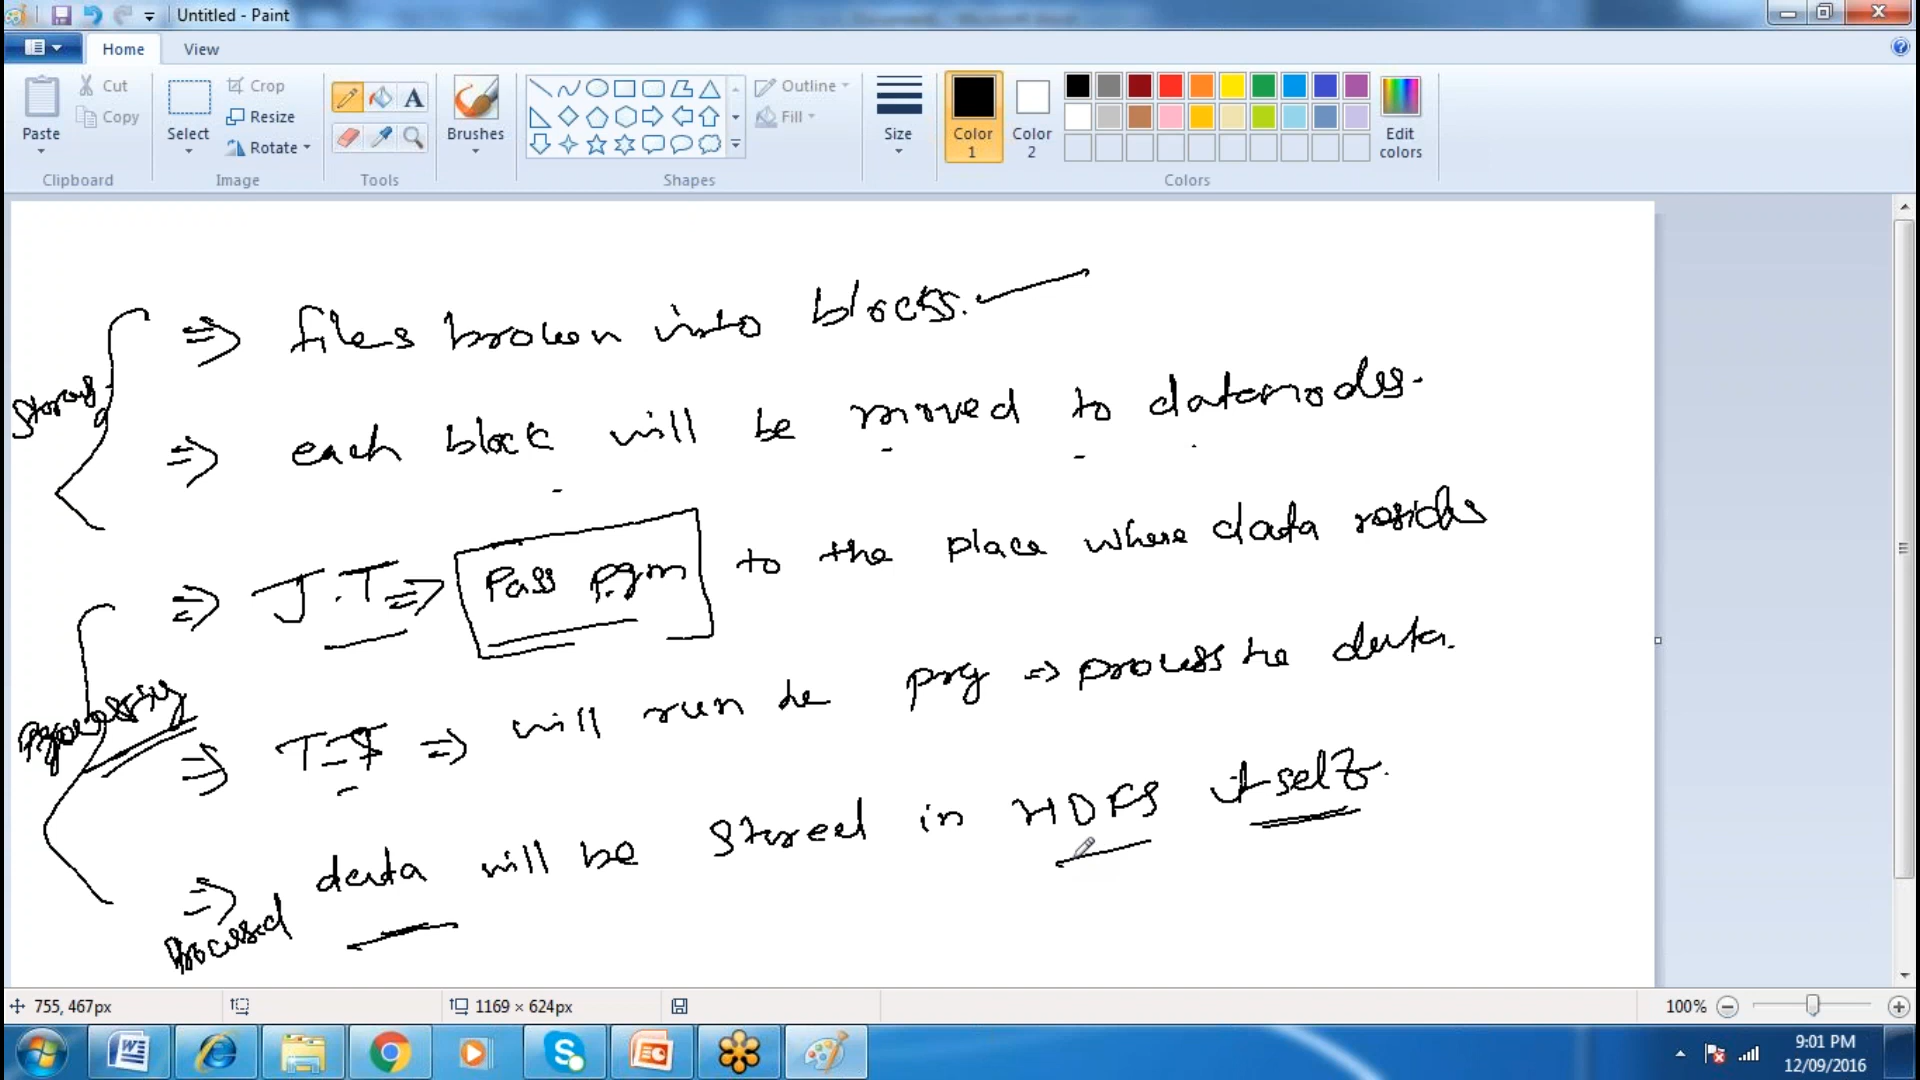 Untitled - Paint
Home View
Paste Cut Copy Clipboard
Select Crop Resize Rotate Image
Tools
Brushes
Shapes Outline Fill
Size
Color 1 Color 2 Edit colors Colors
⇒ files broken into blocks.
Storage
⇒ each block will be moved to datanodes.
⇒ J.T ⇒ Pass pgm to the place where data resides
⇒ T.T ⇒ will run the prg ⇒ process the data.
⇒ Processed data will be stored in HDFS itself.
755, 467px 1169 × 624px 100%
9:01 PM
12/09/2016